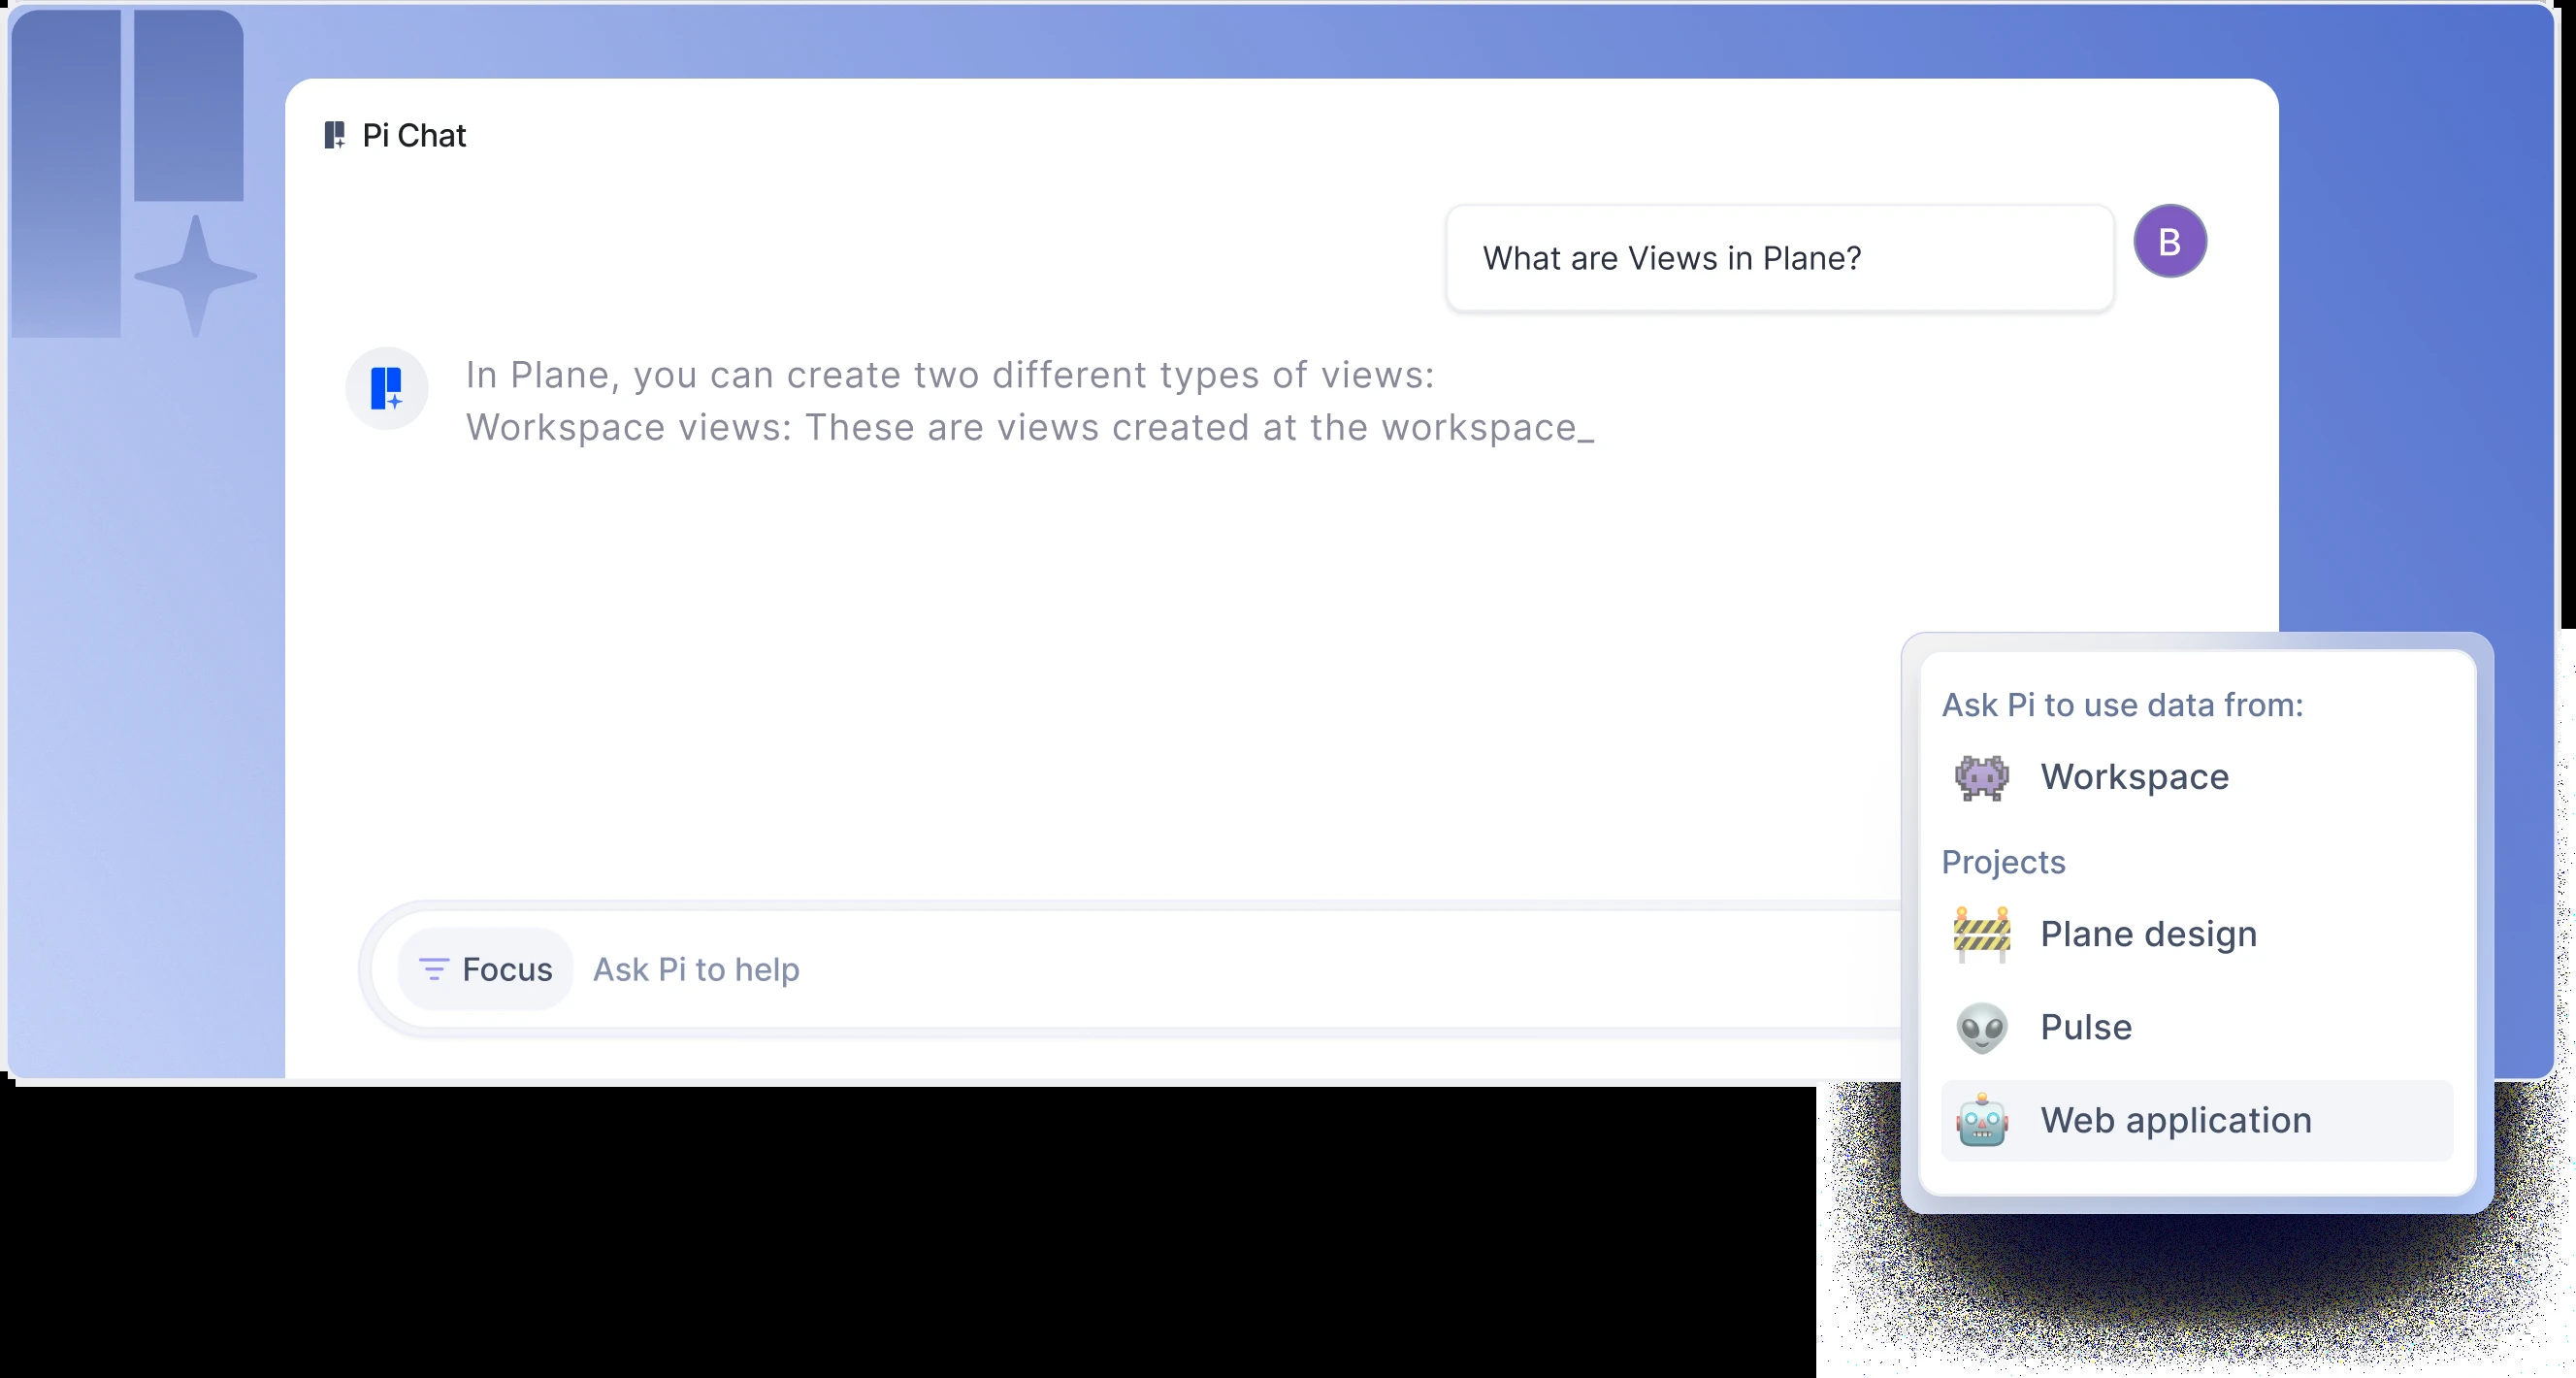 Pi Chat
What are Views in Plane?
B
In Plane, you can create two different types of views:
Workspace views: These are views created at the workspace_
Focus
Ask Pi to help
Ask Pi to use data from:
Workspace
Projects
Plane design
Pulse
Web application